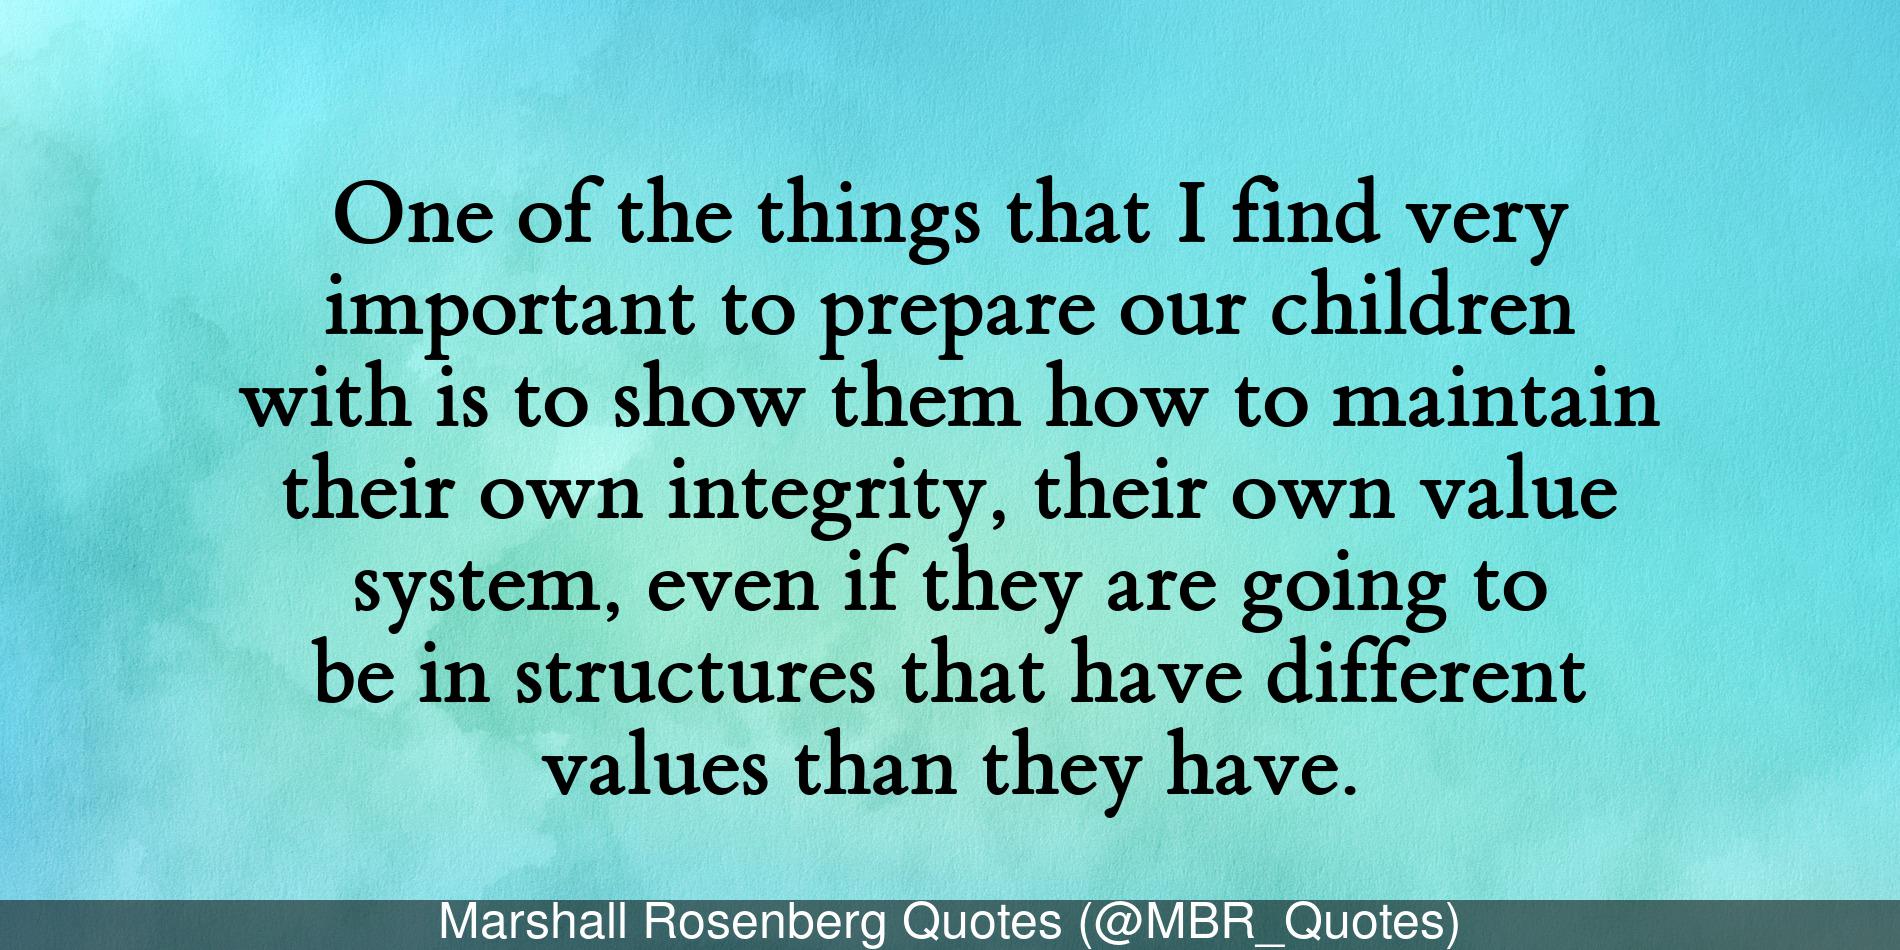 One of the things that I find very
important to prepare our children
with is to show them how to maintain
their own integrity, their own value
system, even if they are going to
be in structures that have different
values than they have.
Marshall Rosenberg Quotes (@MBR_Quotes)